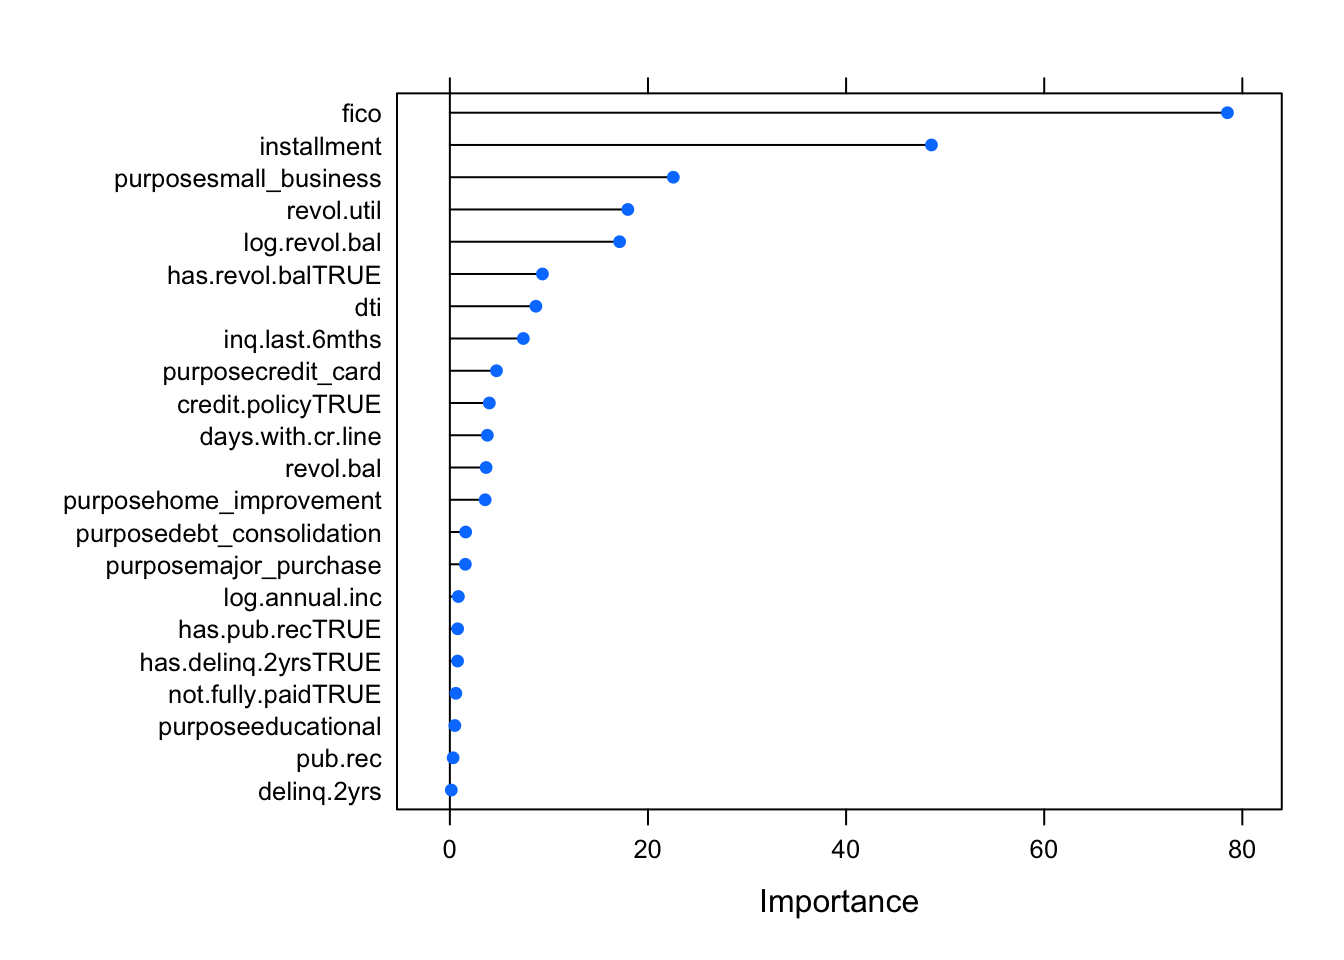 fico
installment
purposesmall_business
revol.util
log.revol.bal
has.revol.balTRUE
dti
inq.last.6mths
purposecredit_card
credit.policyTRUE
days.with.cr.line
revol.bal
purposehome_improvement
purposedebt_consolidation
purposemajor_purchase
log.annual.inc
has.pub.recTRUE
has.delinq.2yrsTRUE
not.fully.paidTRUE
purposeeducational
pub.rec
delinq.2yrs
0 20 40 60 80
Importance